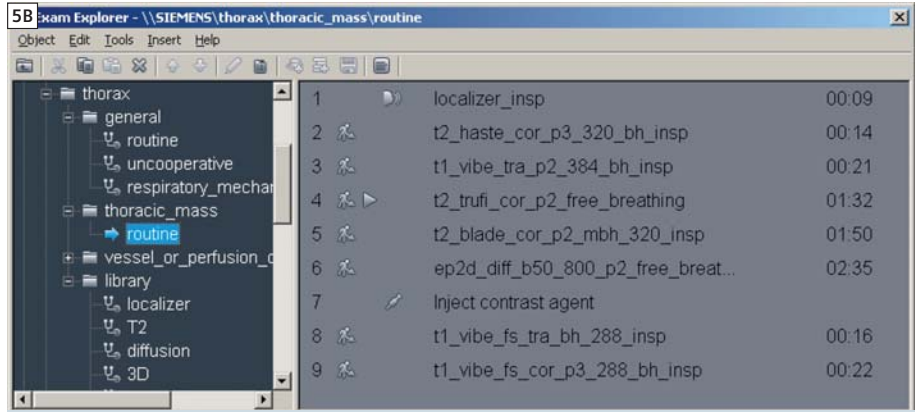 5B Exam Explorer - \\SIEMENS\thorax\thoracic_mass\routine
Object Edit Tools Insert Help
thorax
general
routine
uncooperative
respiratory_mechar
thoracic_mass
routine
vessel_or_perfusion_c
library
localizer
T2
diffusion
3D
1 localizer_insp 00:09
2 t2_haste_cor_p3_320_bh_insp 00:14
3 t1_vibe_tra_p2_384_bh_insp 00:21
4 t2_trufi_cor_p2_free_breathing 01:32
5 t2_blade_cor_p2_mbh_320_insp 01:50
6 ep2d_diff_b50_800_p2_free_breat... 02:35
7 Inject contrast agent
8 t1_vibe_fs_tra_bh_288_insp 00:16
9 t1_vibe_fs_cor_p3_288_bh_insp 00:22